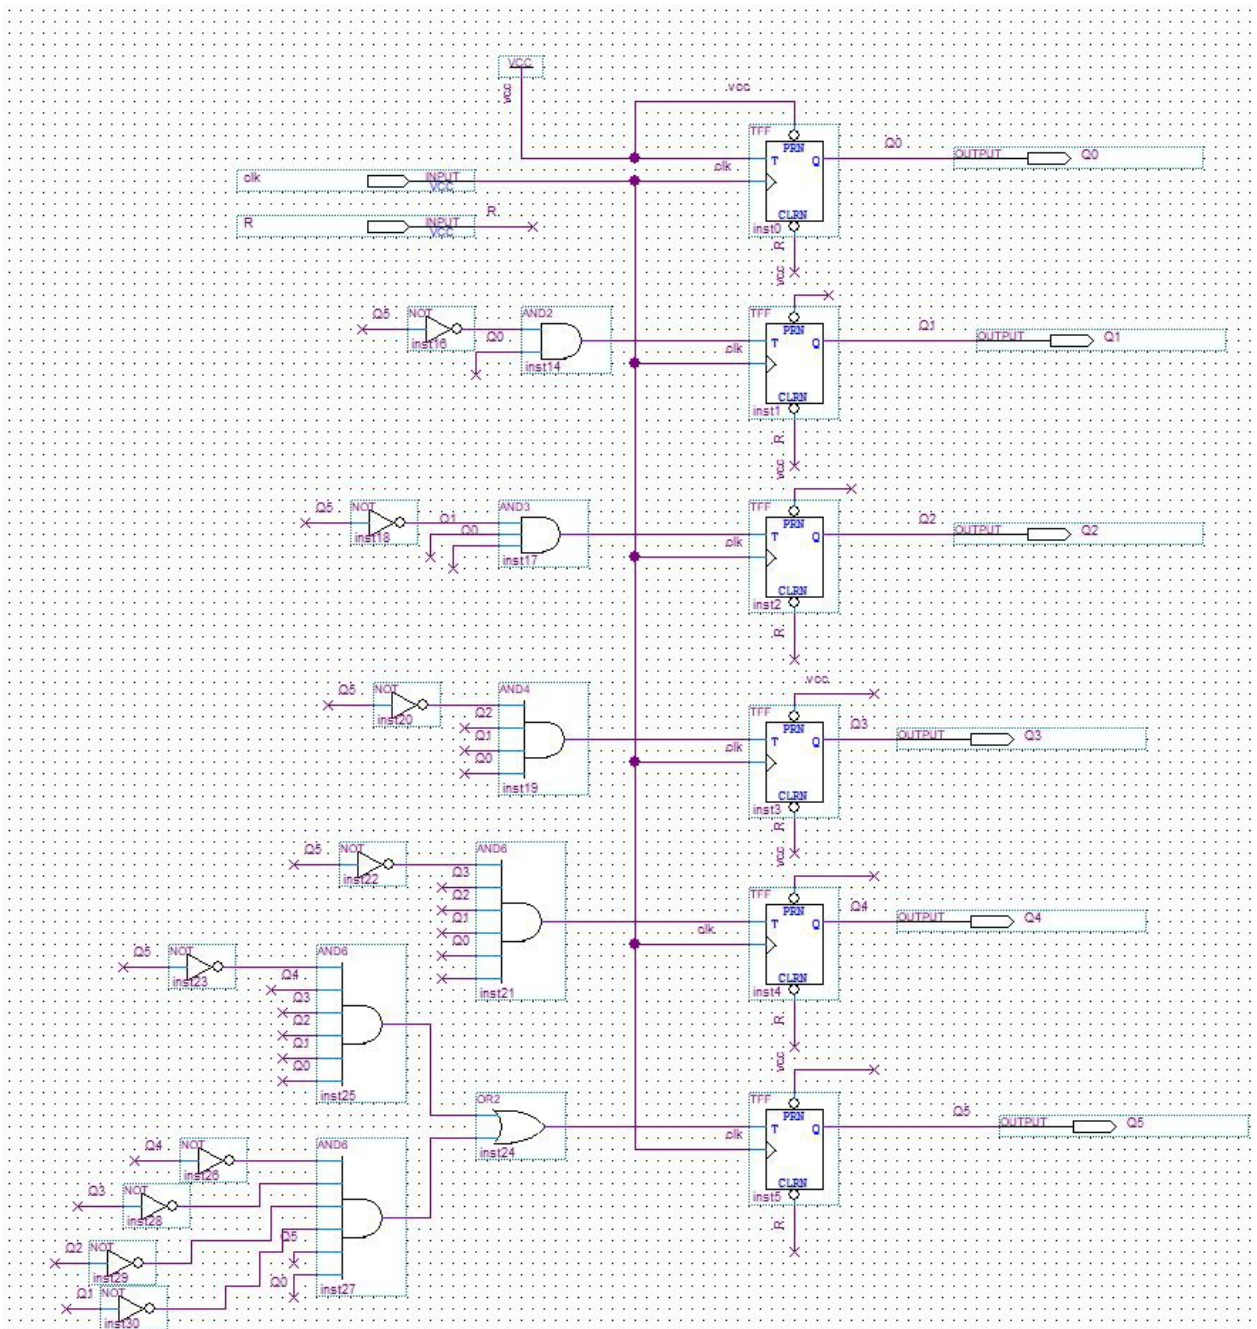 VCC
vcc
vcc
TFF
PRN
T
Q
clk
CLRN
inst0
Q0
OUTPUT
Q0
clk
INPUT
VCC
R
INPUT
VCC
R
R
vcc
Q5
NOT
inst16
Q0
AND2
inst14
TFF
PRN
T
Q
clk
CLRN
inst1
Q1
OUTPUT
Q1
R
vcc
Q5
NOT
inst18
Q1
Q0
AND3
inst17
TFF
PRN
T
Q
clk
CLRN
inst2
Q2
OUTPUT
Q2
R
vcc
Q5
NOT
inst20
Q2
Q1
Q0
AND4
inst19
TFF
PRN
T
Q
clk
CLRN
inst3
Q3
OUTPUT
Q3
R
vcc
Q5
NOT
inst22
Q3
Q2
Q1
Q0
AND6
inst21
TFF
PRN
T
Q
clk
CLRN
inst4
Q4
OUTPUT
Q4
R
vcc
Q5
NOT
inst23
Q4
Q3
Q2
Q1
Q0
AND6
inst25
OR2
inst24
TFF
PRN
T
Q
clk
CLRN
inst5
Q5
OUTPUT
Q5
R
Q4
NOT
inst26
Q3
NOT
inst28
Q2
NOT
inst29
Q1
NOT
inst30
Q5
Q0
AND6
inst27